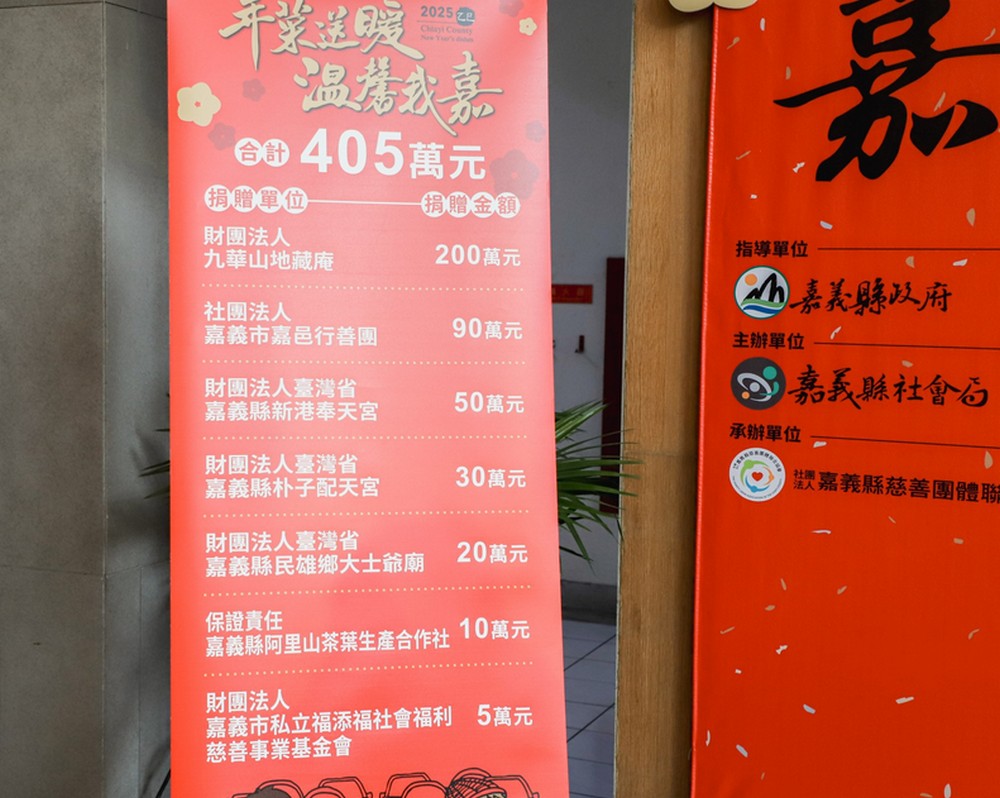 年菜送暖
2025 乙巳
Chiayi County
New Year's dishes
溫馨我嘉
合計 405萬元
捐贈單位 捐贈金額
財團法人
九華山地藏庵 200萬元
社團法人
嘉義市嘉邑行善團 90萬元
財團法人臺灣省
嘉義縣新港奉天宮 50萬元
財團法人臺灣省
嘉義縣朴子配天宮 30萬元
財團法人臺灣省
嘉義縣民雄鄉大士爺廟 20萬元
保證責任
嘉義縣阿里山茶葉生產合作社 10萬元
財團法人
嘉義市私立福添福社會福利 5萬元
慈善事業基金會
嘉
指導單位
嘉義縣政府
主辦單位
嘉義縣社會局
承辦單位
社團法人 嘉義縣慈善團體聯